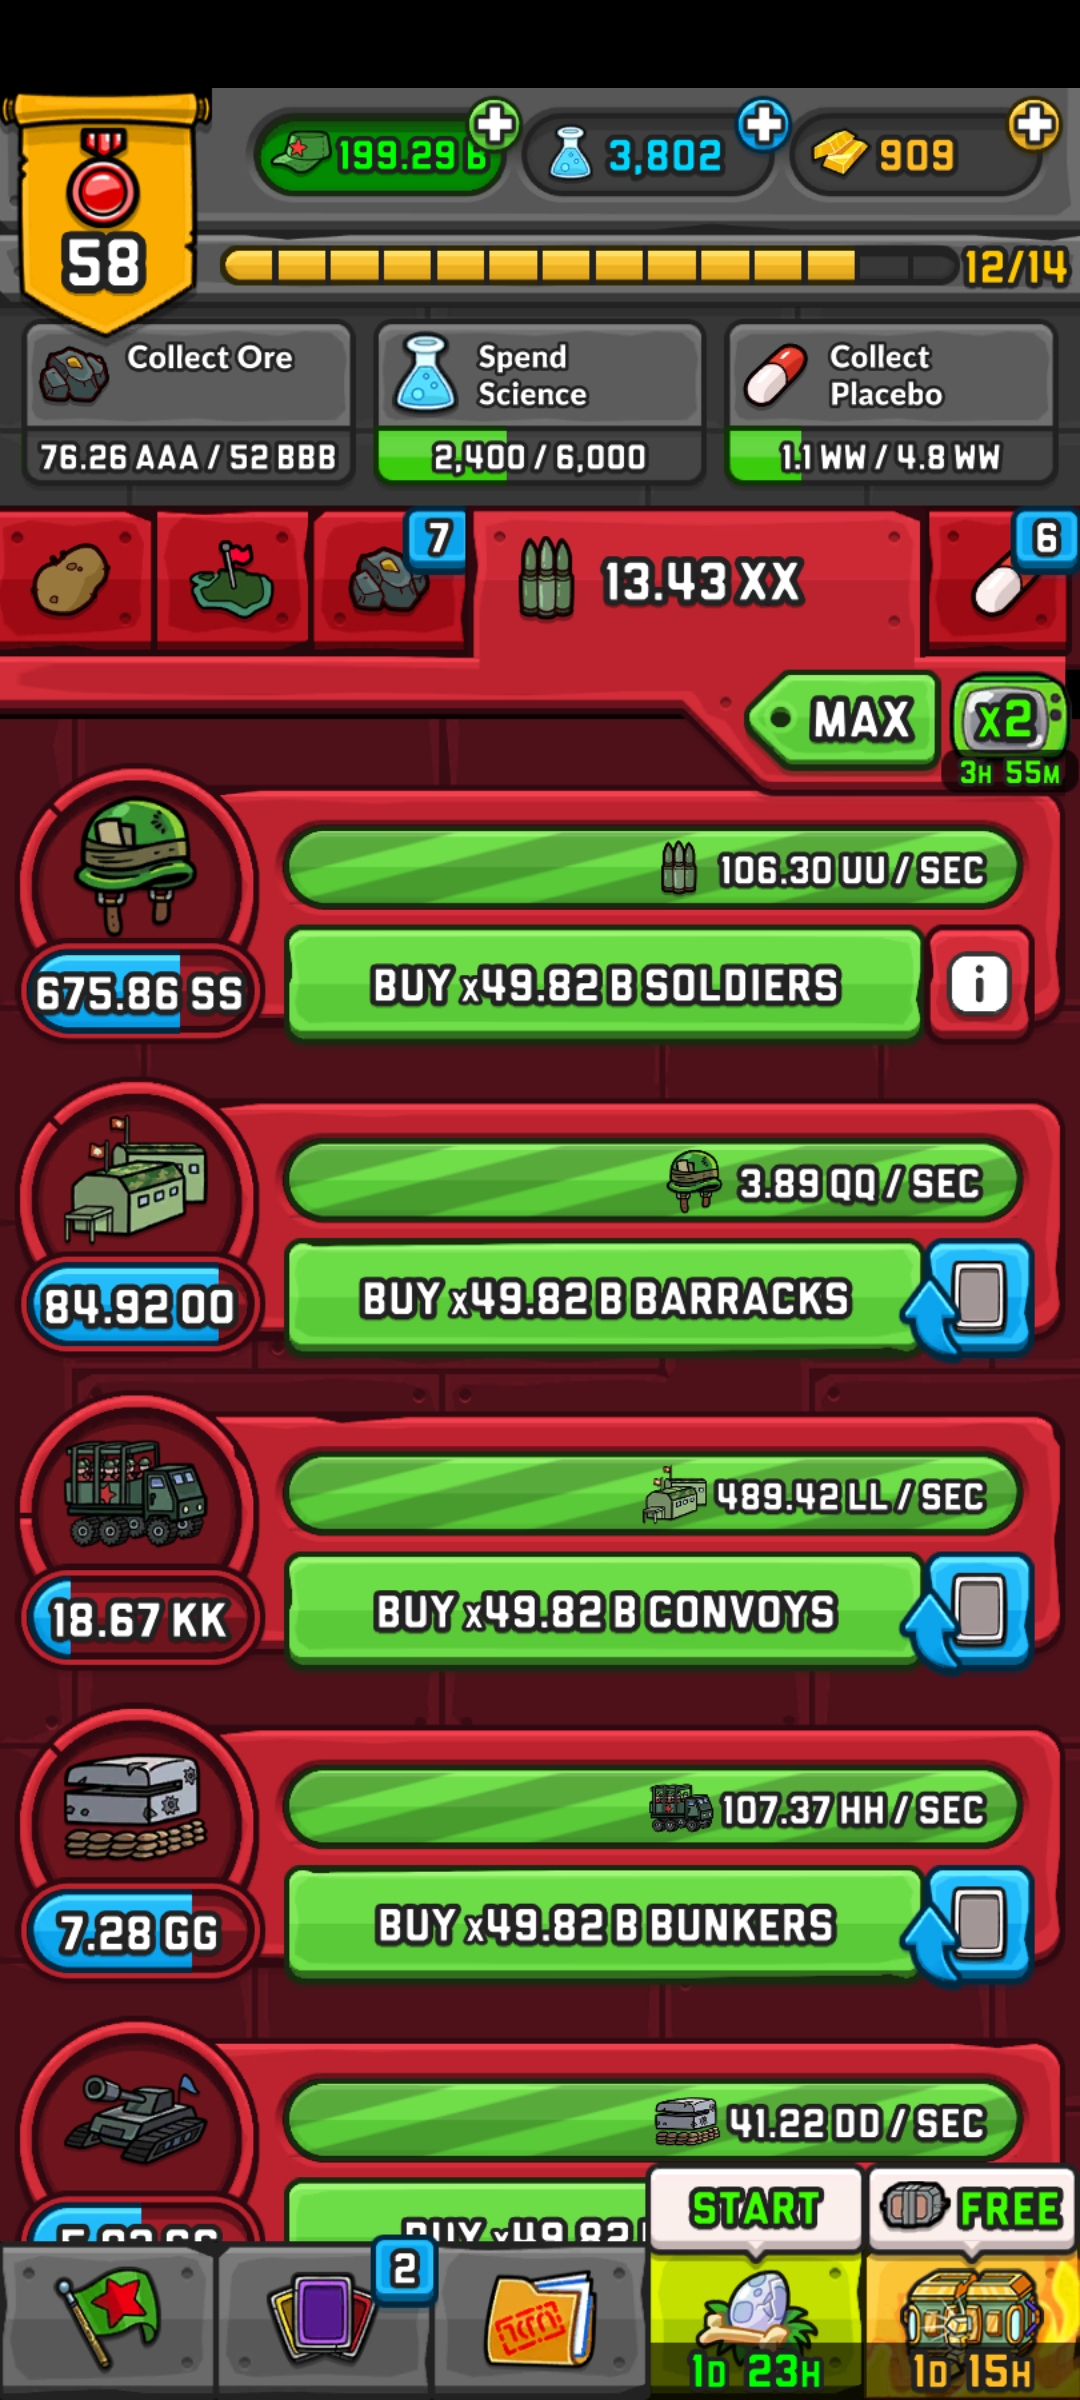 58
199.29 B
3,802
909
12/14
Collect Ore
76.26 AAA / 52 BBB
Spend
Science
2,400 / 6,000
Collect
Placebo
1.1 WW / 4.8 WW
7
13.43 XX
6
MAX
x2
3H 55M
106.30 UU / SEC
675.86 SS
BUY x49.82 B SOLDIERS
i
3.89 QQ / SEC
84.92 OO
BUY x49.82 B BARRACKS
489.42 LL / SEC
18.67 KK
BUY x49.82 B CONVOYS
107.37 HH / SEC
7.28 GG
BUY x49.82 B BUNKERS
41.22 DD / SEC
BUY x49.82
START
FREE
2
1D 23H
1D 15H